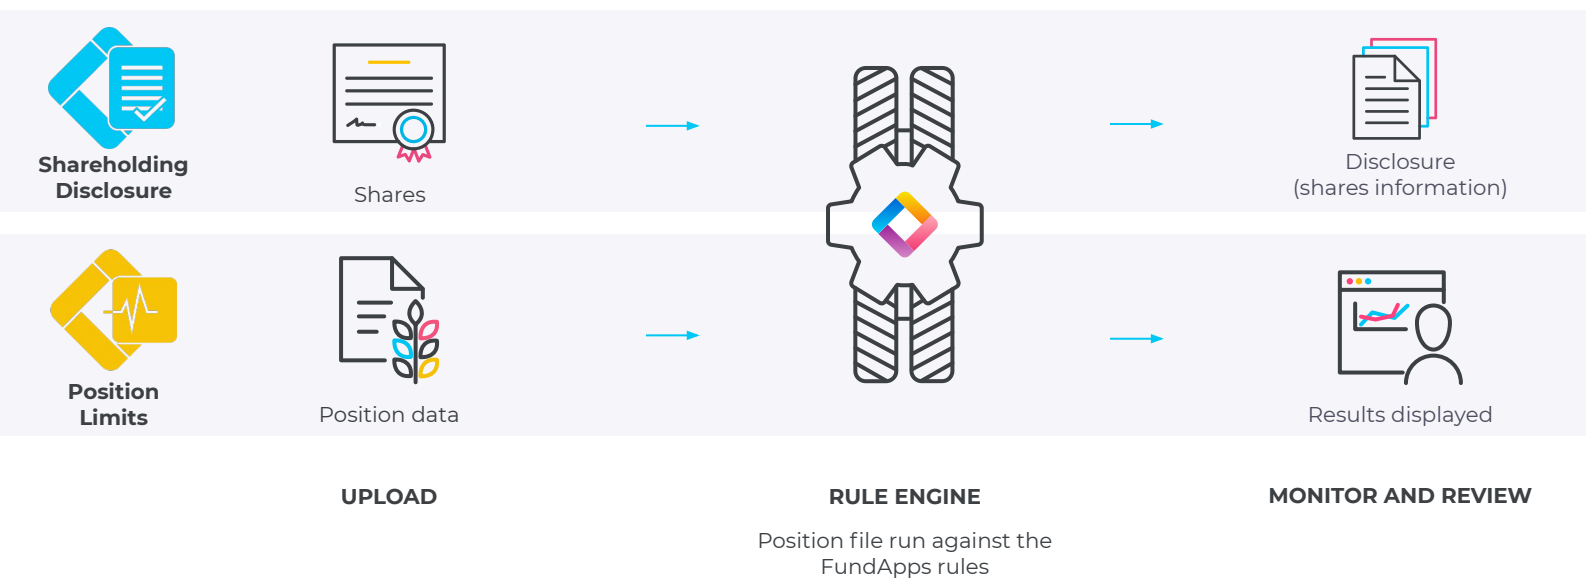 Shareholding
Disclosure
Shares
Disclosure
(shares information)
Position
Limits
Position data
Results displayed
UPLOAD
RULE ENGINE
MONITOR AND REVIEW
Position file run against the
FundApps rules